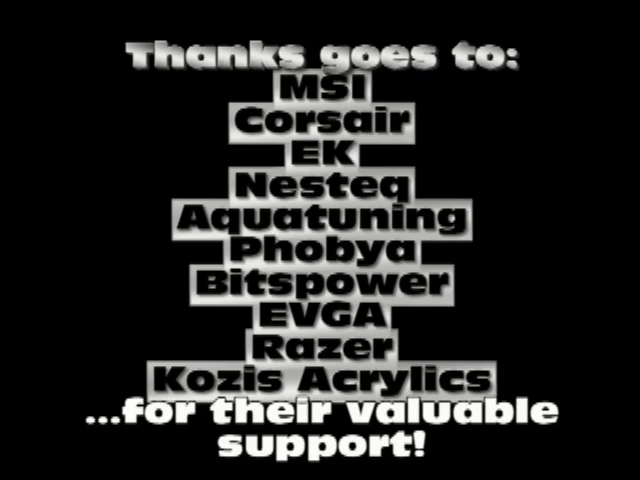 Thanks goes to:
MSI
Corsair
EK
Nesteq
Aquatuning
Phobya
Bitspower
EVGA
Razer
Kozis Acrylics
...for their valuable
support!